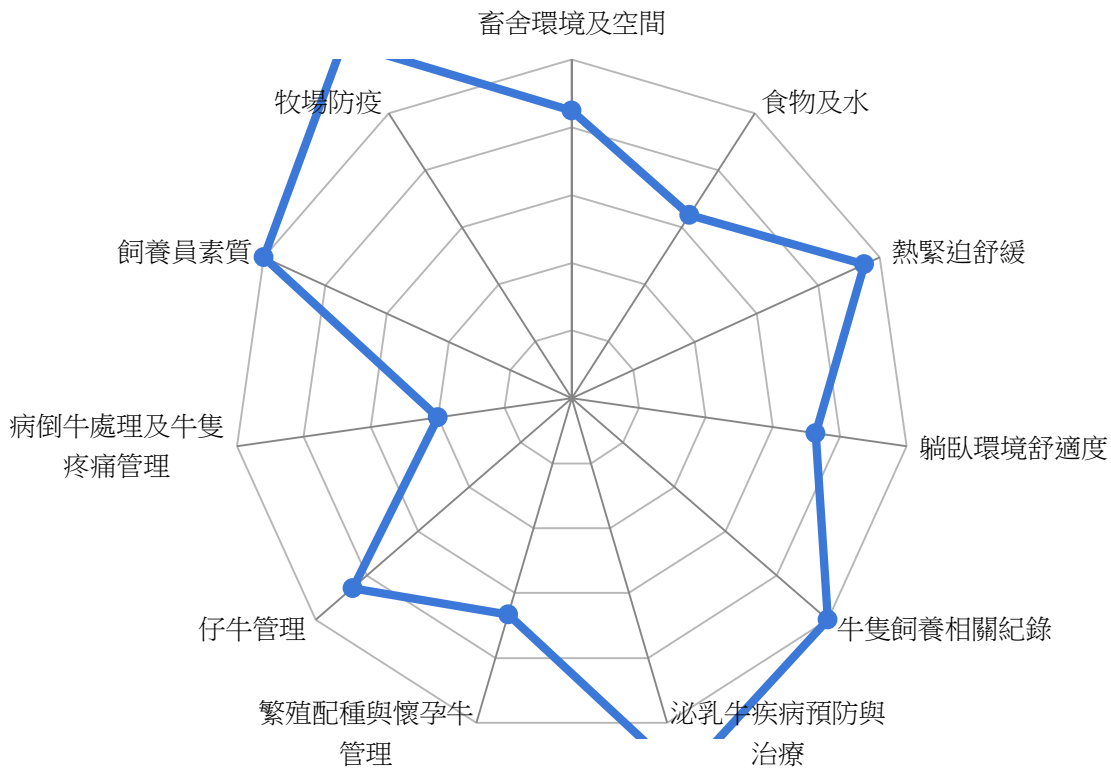 畜舍環境及空間
食物及水
熱緊迫舒緩
躺臥環境舒適度
牛隻飼養相關紀錄
泌乳牛疾病預防與
治療
繁殖配種與懷孕牛
管理
仔牛管理
病倒牛處理及牛隻
疼痛管理
飼養員素質
牧場防疫